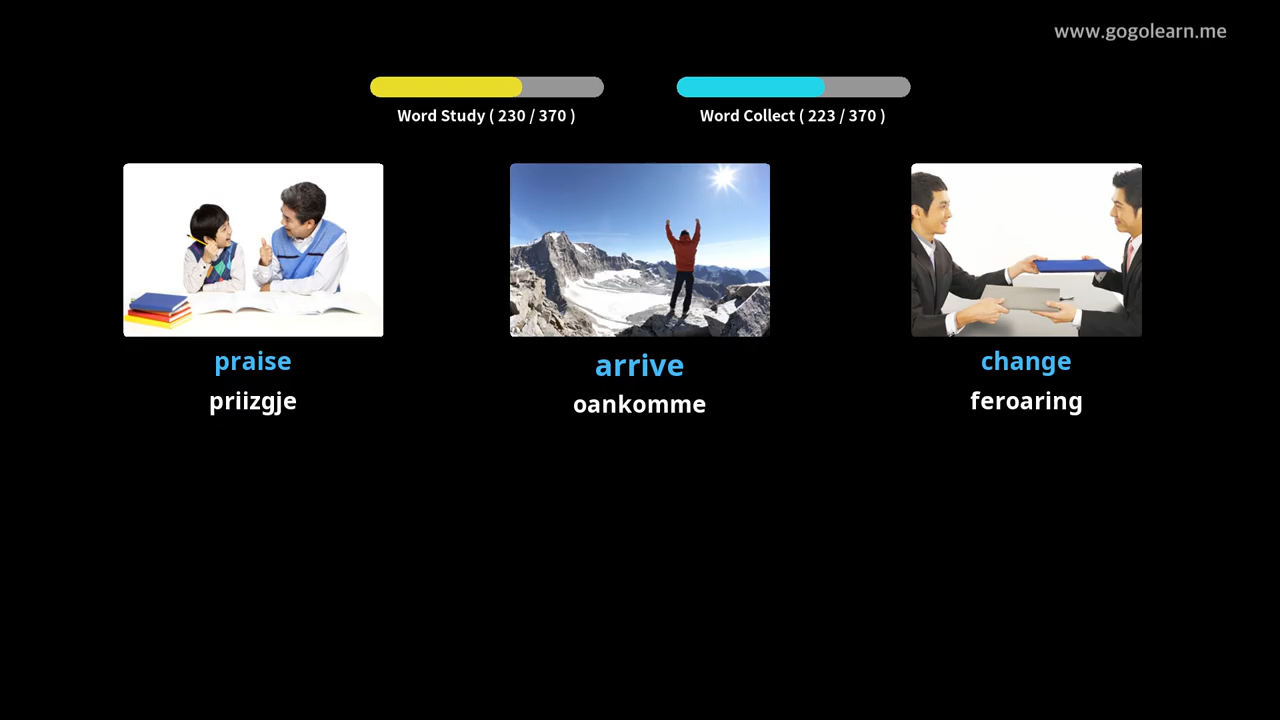 www.gogolearn.me
Word Study ( 230 / 370 )
Word Collect ( 223 / 370 )
praise
priizgje
arrive
oankomme
change
feroaring